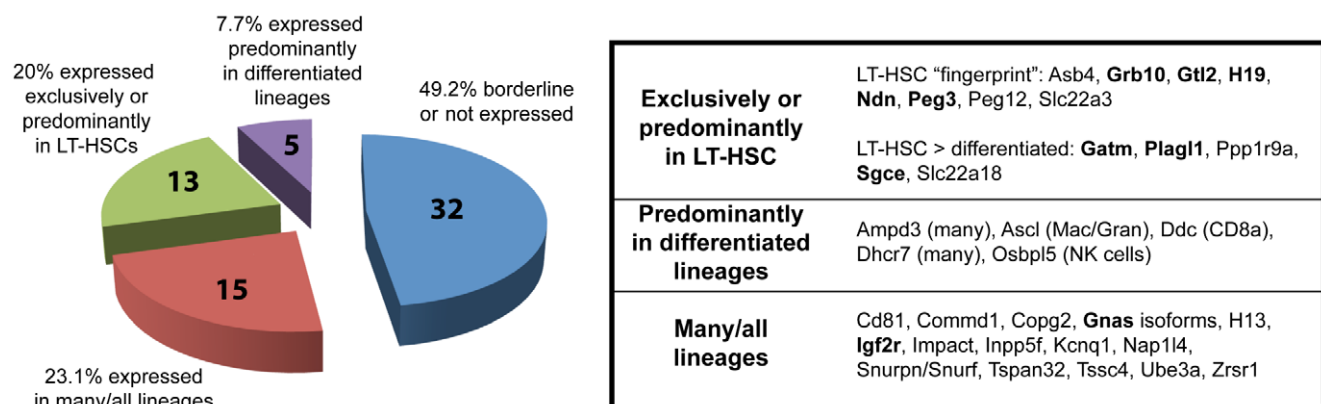 7.7% expressed
predominantly
in differentiated
lineages
20% expressed
exclusively or
predominantly
in LT-HSCs
49.2% borderline
or not expressed
5
13
32
15
23.1% expressed
in many/all lineages
Exclusively or
predominantly
in LT-HSC
LT-HSC “fingerprint”: Asb4, Grb10, Gtl2, H19,
Ndn, Peg3, Peg12, Slc22a3
LT-HSC > differentiated: Gatm, Plagl1, Ppp1r9a,
Sgce, Slc22a18
Predominantly
in differentiated
lineages
Ampd3 (many), Ascl (Mac/Gran), Ddc (CD8a),
Dhcr7 (many), Osbpl5 (NK cells)
Many/all
lineages
Cd81, Commd1, Copg2, Gnas isoforms, H13,
Igf2r, Impact, Inpp5f, Kcnq1, Nap1l4,
Snurpn/Snurf, Tspan32, Tssc4, Ube3a, Zrsr1